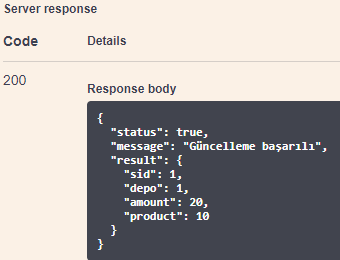 Server response
Code Details
200
Response body
{
"status": true,
"message": "Güncelleme başarılı",
"result": {
"sid": 1,
"depo": 1,
"amount": 20,
"product": 10
}
}